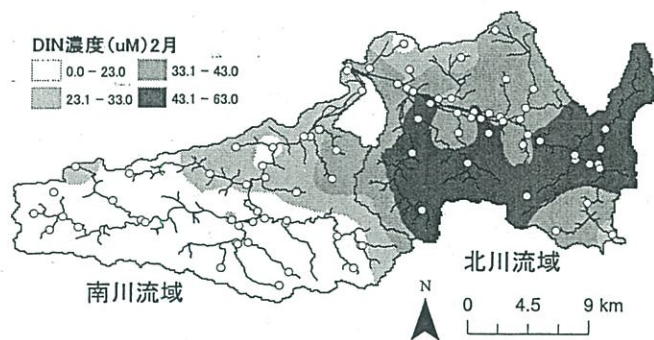 DIN濃度(uM)2月
0.0 – 23.0
33.1 – 43.0
23.1 – 33.0
43.1 – 63.0
南川流域
北川流域
N
0 4.5 9 km